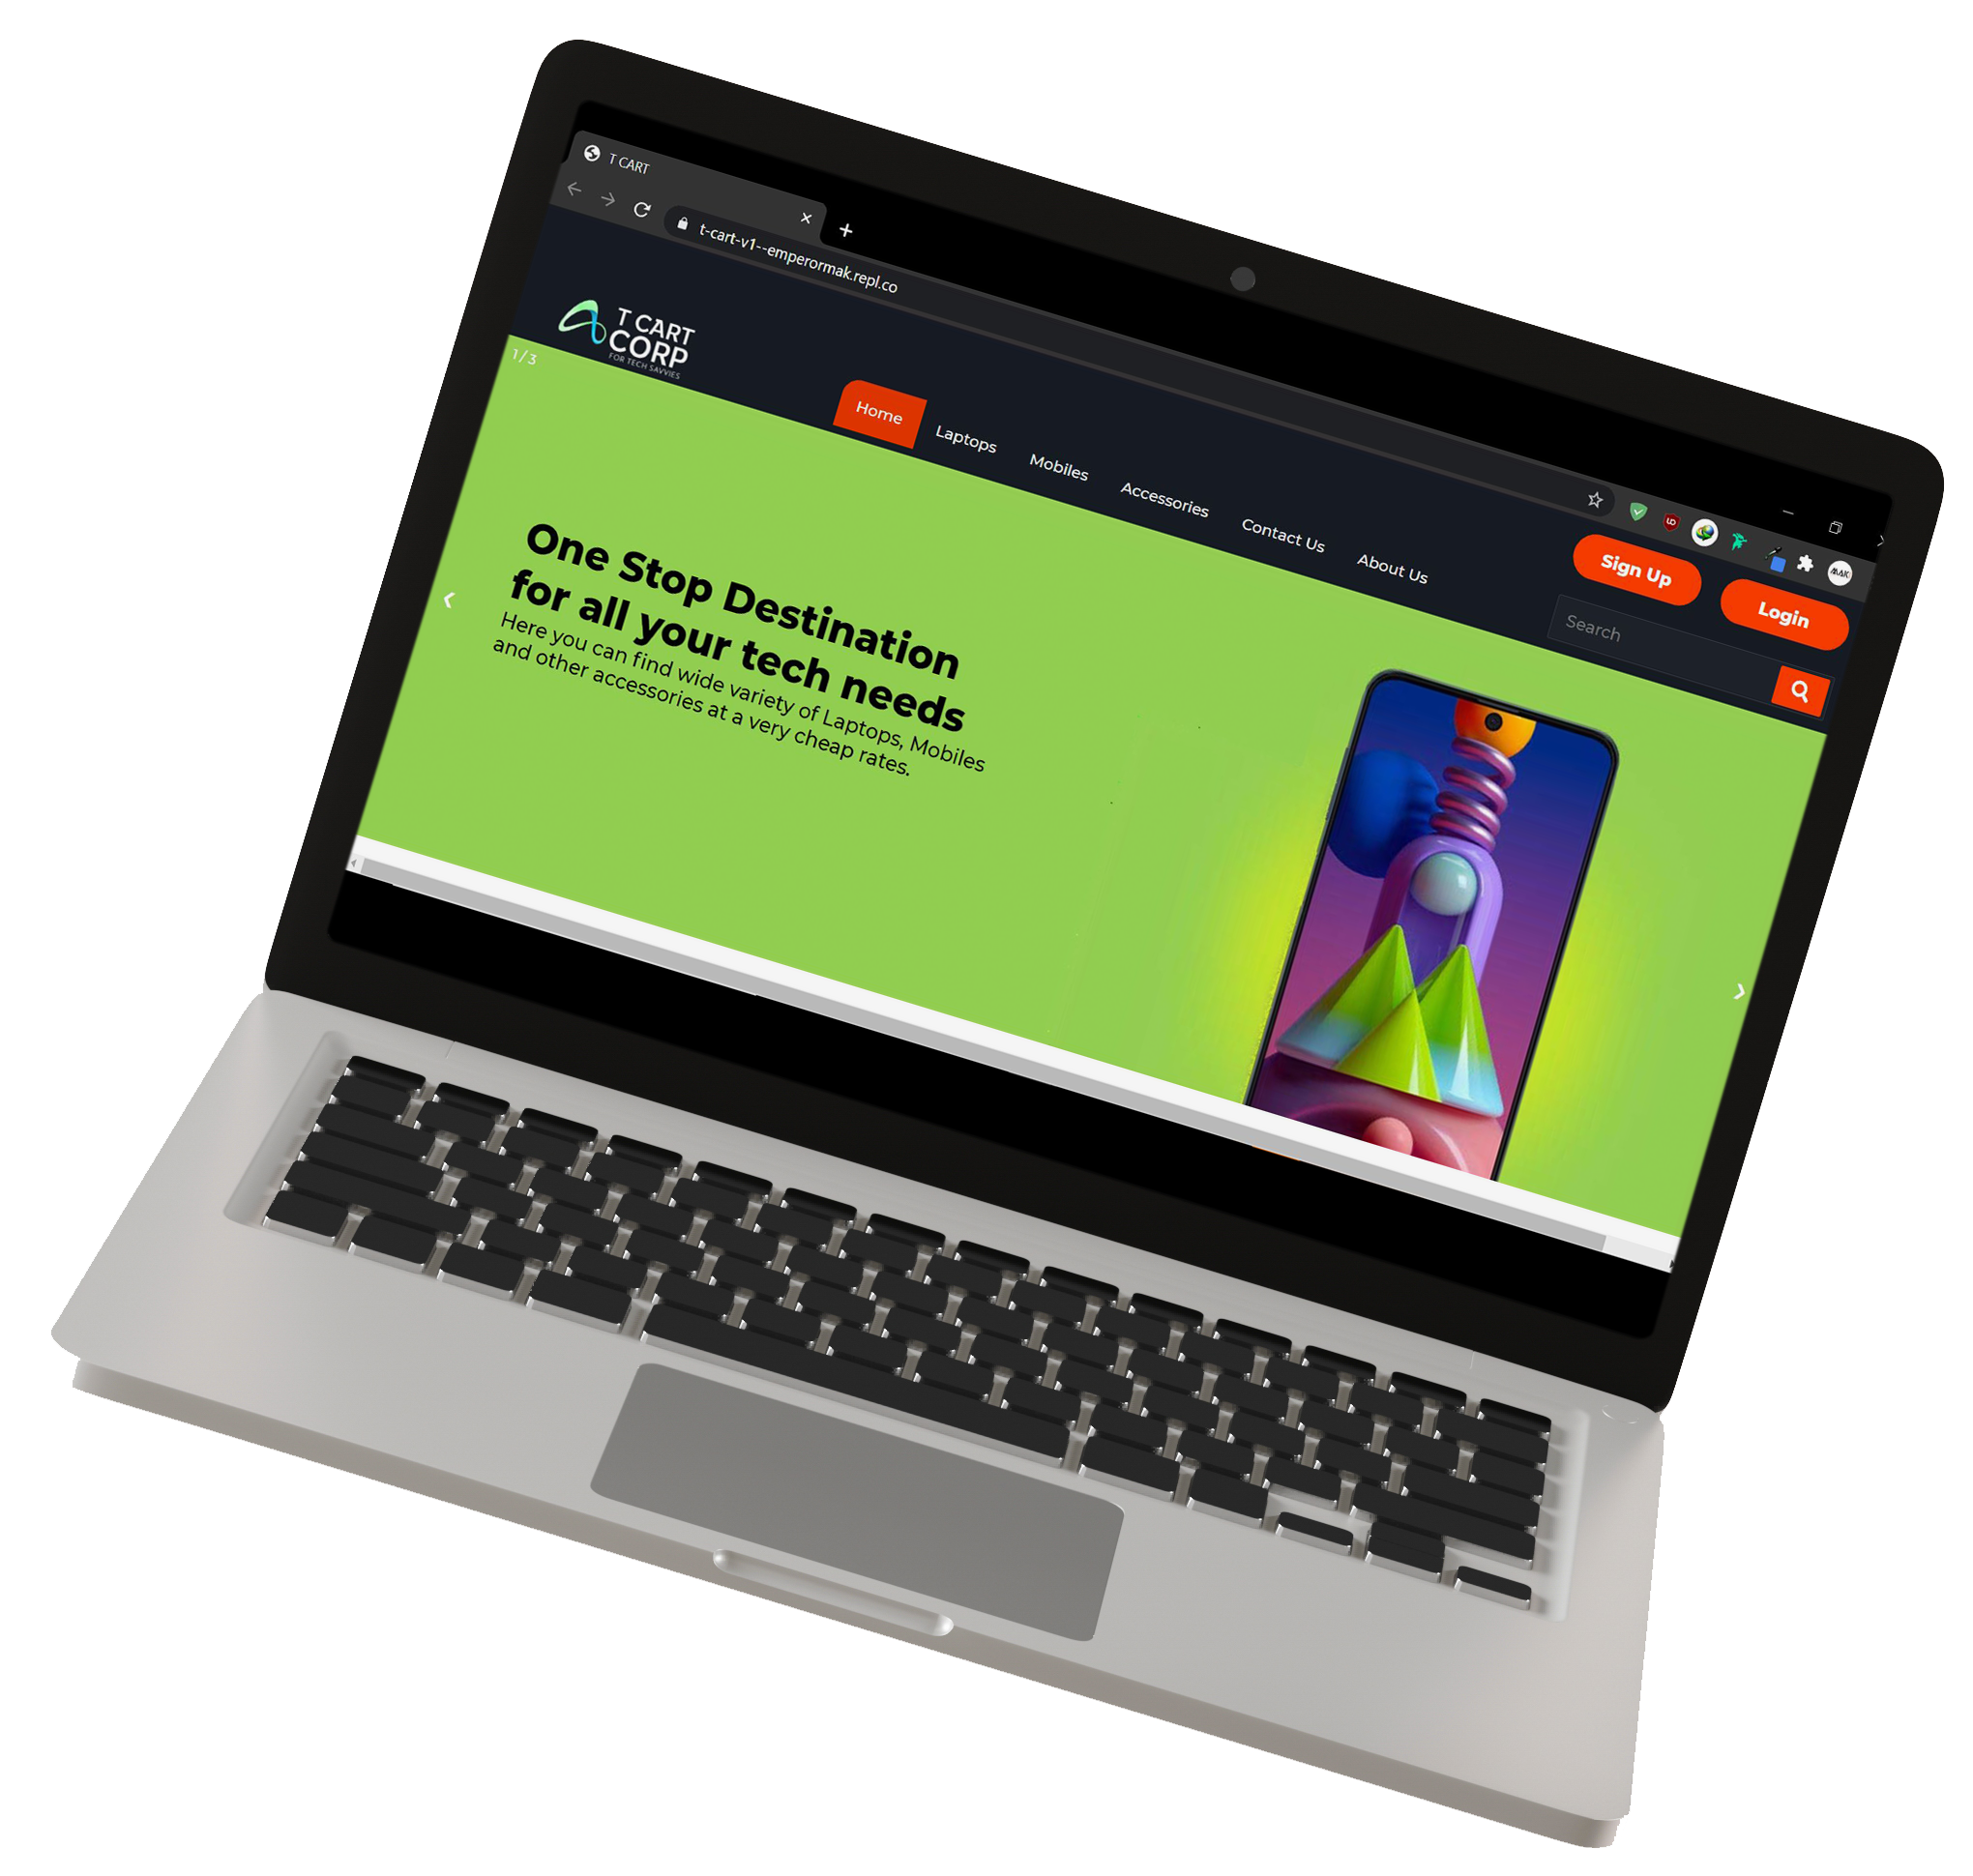 T CART
t-cart-v1--emperormak.repl.co
T CART
CORP
FOR TECH SAVVIES
Home
Laptops
Mobiles
Accessories
Contact Us
About Us
Sign Up
Login
Search
1 / 3
One Stop Destination
for all your tech needs
Here you can find wide variety of Laptops, Mobiles
and other accessories at a very cheap rates.
MAK